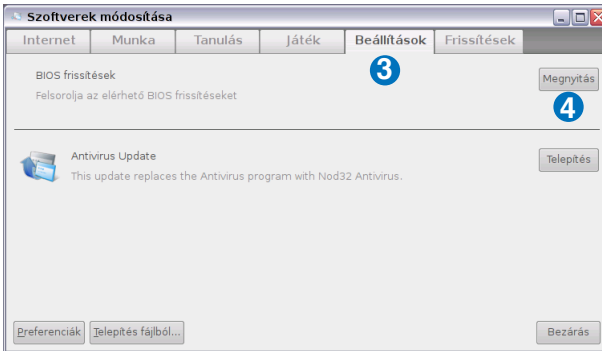 Szoftverek módosítása
Internet Munka Tanulás Játék Beállítások Frissítések
3
BIOS frissítések
Megnyitás
Felsorolja az elérhető BIOS frissítéseket
4
Antivirus Update
Telepítés
This update replaces the Antivirus program with Nod32 Antivirus.
Preferenciák Telepítés fájlból... Bezárás